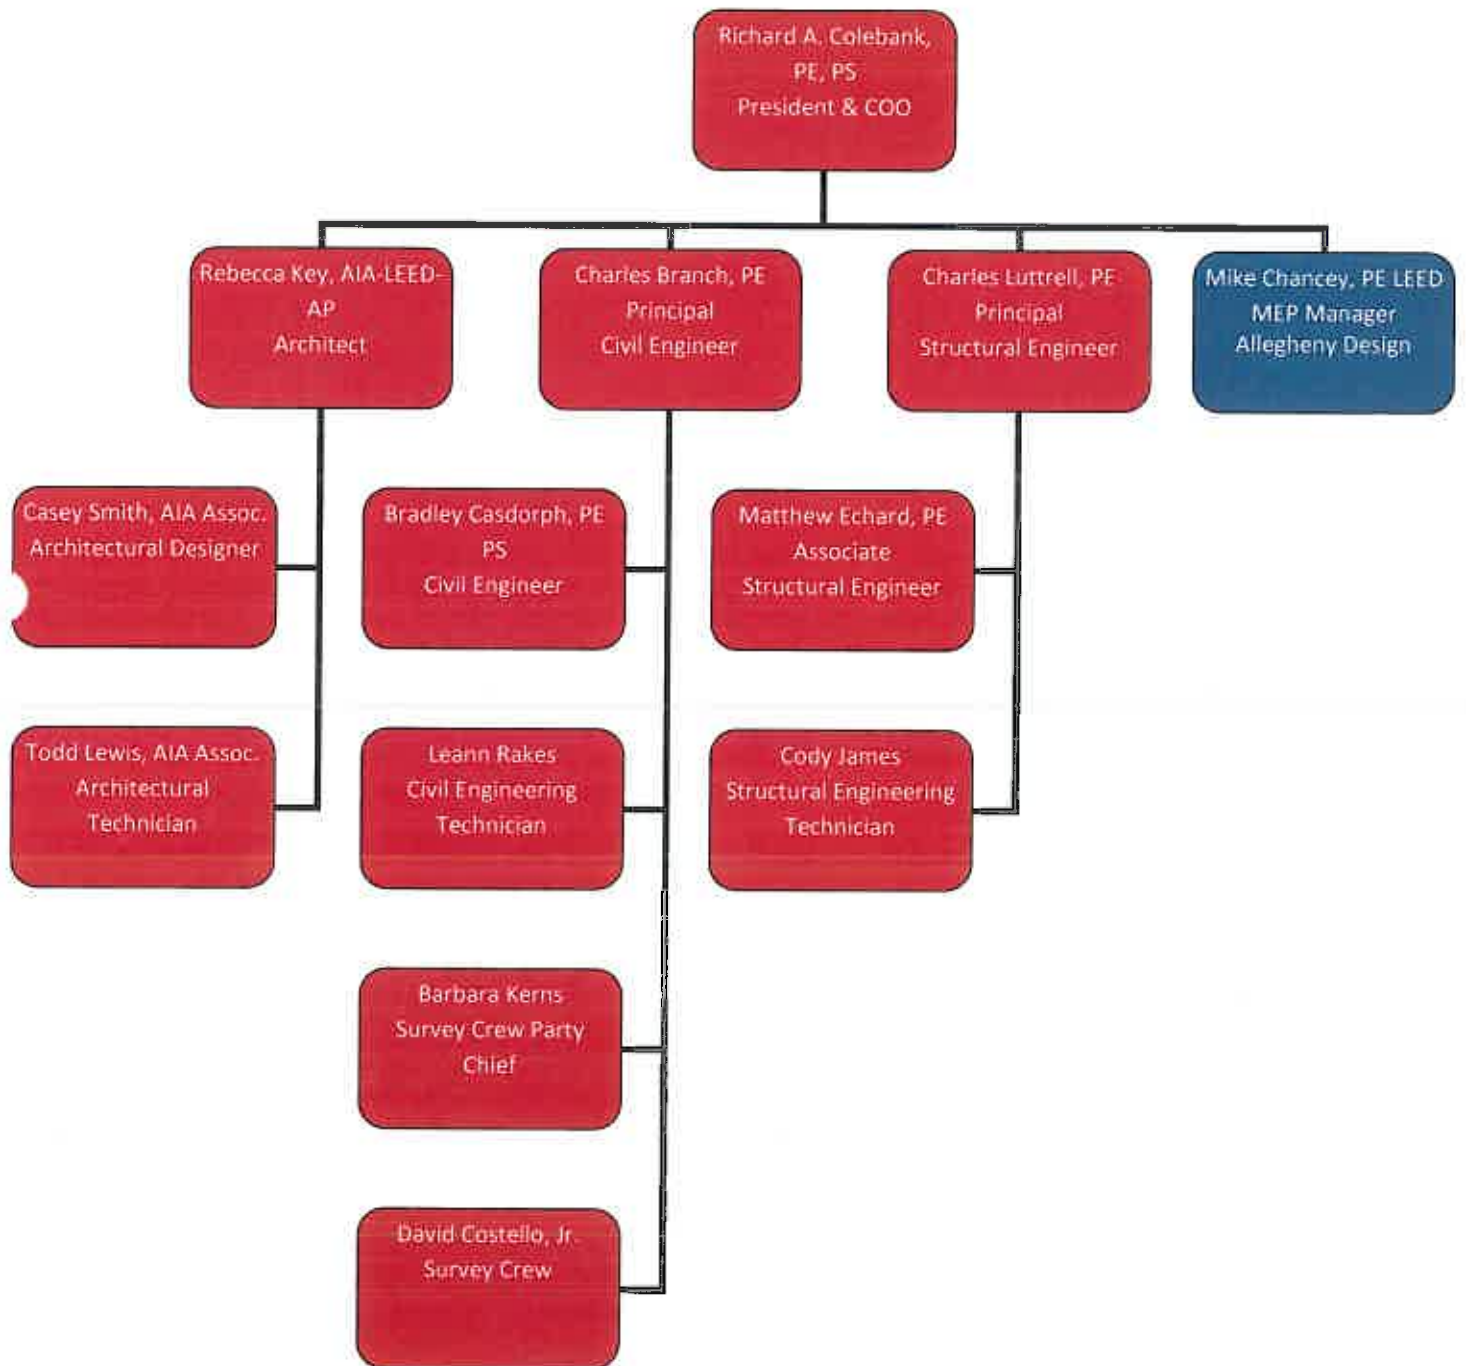 Richard A. Colebank,
PE, PS
President & COO
Rebecca Key, AIA-LEED-
AP
Architect
Charles Branch, PE
Principal
Civil Engineer
Charles Luttrell, PE
Principal
Structural Engineer
Mike Chancey, PE LEED
MEP Manager
Allegheny Design
Casey Smith, AIA Assoc.
Architectural Designer
Bradley Casdorph, PE
PS
Civil Engineer
Matthew Echard, PE
Associate
Structural Engineer
Todd Lewis, AIA Assoc.
Architectural
Technician
Leann Rakes
Civil Engineering
Technician
Cody James
Structural Engineering
Technician
Barbara Kerns
Survey Crew Party
Chief
David Costello, Jr.
Survey Crew